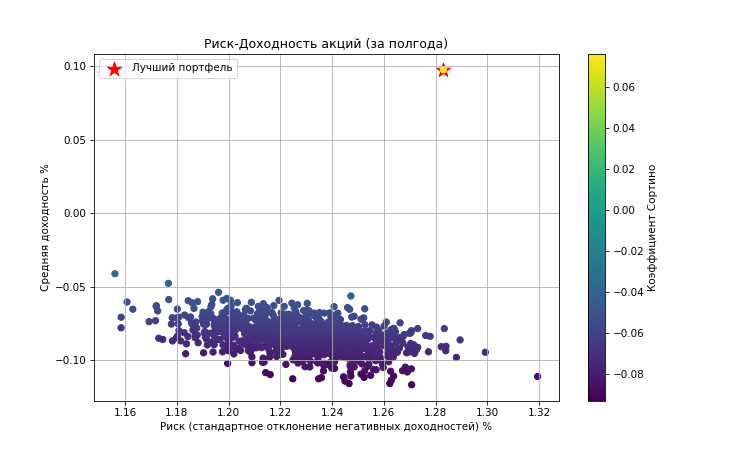 Риск-Доходность акций (за полгода)
Лучший портфель
Средняя доходность %
0.10
0.05
0.00
−0.05
−0.10
1.16 1.18 1.20 1.22 1.24 1.26 1.28 1.30 1.32
Риск (стандартное отклонение негативных доходностей) %
0.06
0.04
0.02
0.00
−0.02
−0.04
−0.06
−0.08
Коэффициент Сортино